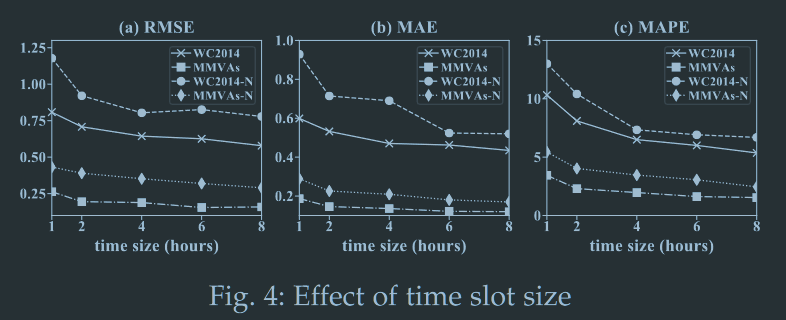 (a) RMSE
1.25
1.00
0.75
0.50
0.25
1 2 4 6 8
time size (hours)
WC2014
MMVAs
WC2014-N
MMVAs-N
(b) MAE
1.0
0.8
0.6
0.4
0.2
1 2 4 6 8
time size (hours)
WC2014
MMVAs
WC2014-N
MMVAs-N
(c) MAPE
15
10
5
0
1 2 4 6 8
time size (hours)
WC2014
MMVAs
WC2014-N
MMVAs-N
Fig. 4: Effect of time slot size